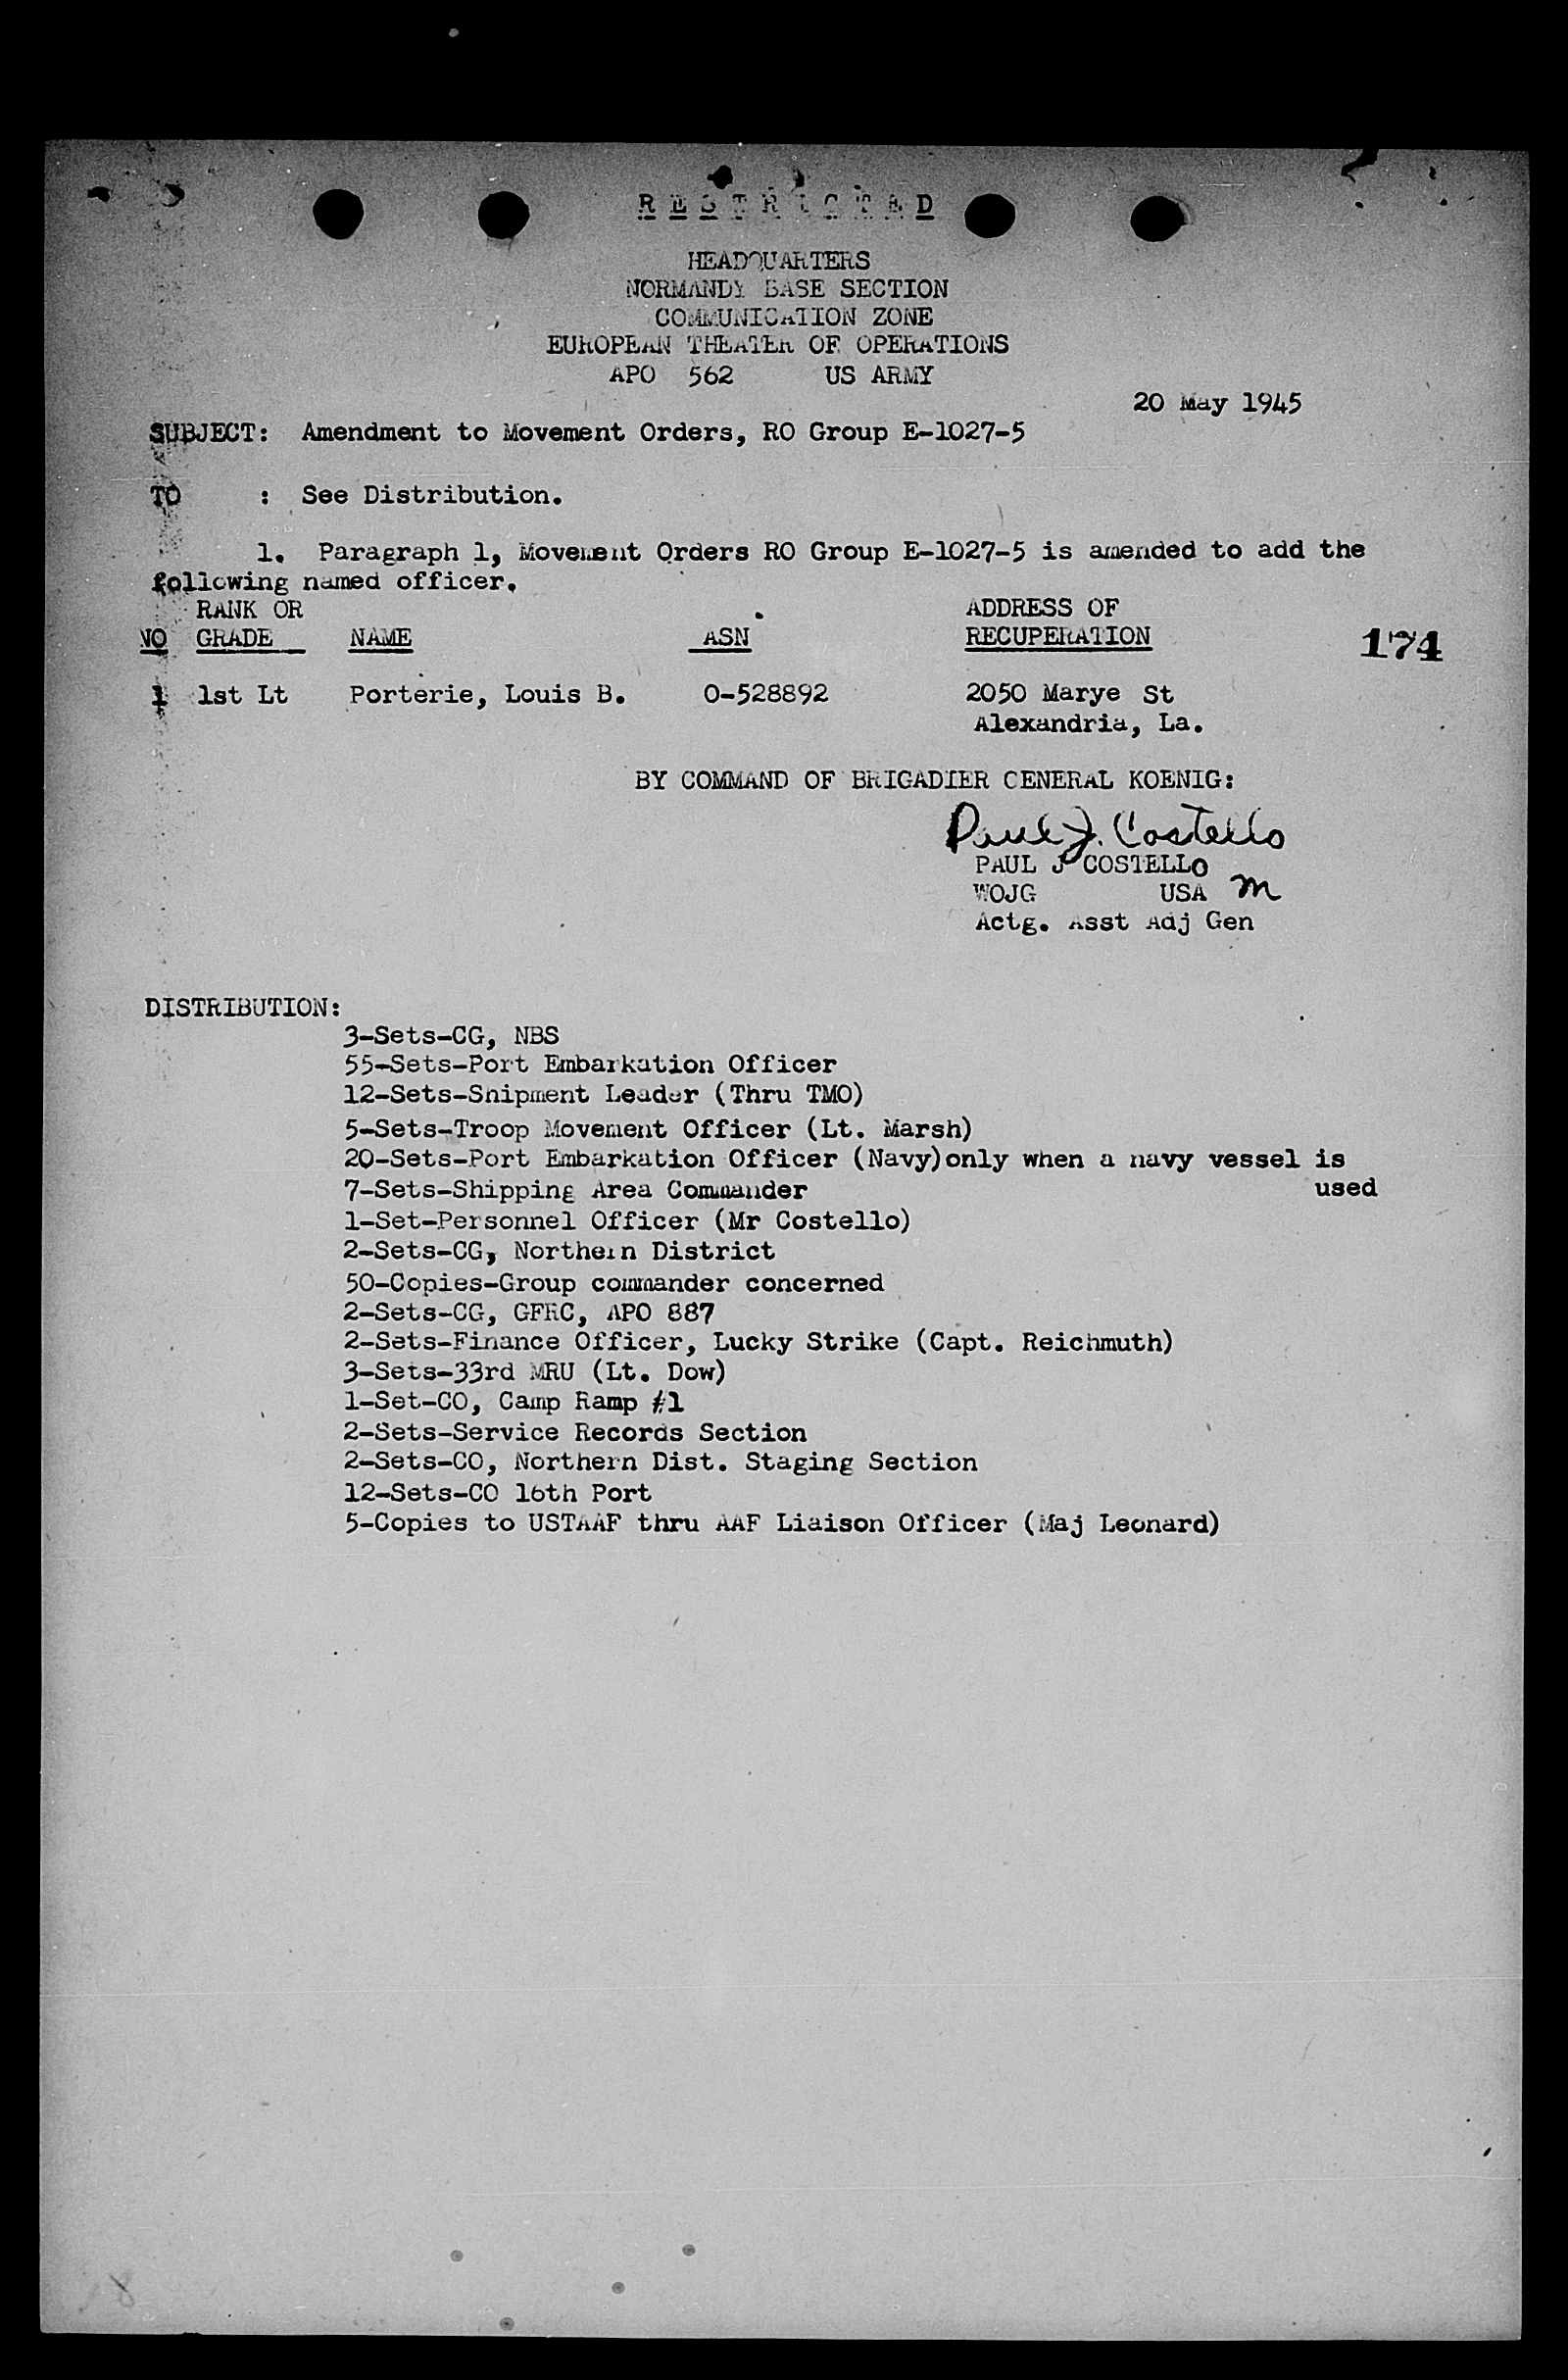 RESTRICTED
HEADQUARTERS
NORMANDY BASE SECTION
COMMUNICATION ZONE
EUROPEAN THEATER OF OPERATIONS
APO 562 US ARMY
20 May 1945
SUBJECT: Amendment to Movement Orders, RO Group E-1027-5
TO : See Distribution.
1. Paragraph 1, Movement Orders RO Group E-1027-5 is amended to add the
following named officer.
RANK OR ADDRESS OF
NO GRADE NAME ASN RECUPERATION 174
1 1st Lt Porterie, Louis B. O-528892 2050 Marye St
Alexandria, La.
BY COMMAND OF BRIGADIER GENERAL KOENIG:
Paul J. Costello
PAUL J COSTELLO
WOJG USA m
Actg. Asst Adj Gen
DISTRIBUTION:
3-Sets-CG, NBS
55-Sets-Port Embarkation Officer
12-Sets-Shipment Leader (Thru TMO)
5-Sets-Troop Movement Officer (Lt. Marsh)
20-Sets-Port Embarkation Officer (Navy)only when a navy vessel is
7-Sets-Shipping Area Commander used
1-Set-Personnel Officer (Mr Costello)
2-Sets-CG, Northern District
50-Copies-Group commander concerned
2-Sets-CG, GFRC, APO 887
2-Sets-Finance Officer, Lucky Strike (Capt. Reichmuth)
3-Sets-33rd MRU (Lt. Dow)
1-Set-CO, Camp Ramp #1
2-Sets-Service Records Section
2-Sets-CO, Northern Dist. Staging Section
12-Sets-CO 16th Port
5-Copies to USTAAF thru AAF Liaison Officer (Maj Leonard)